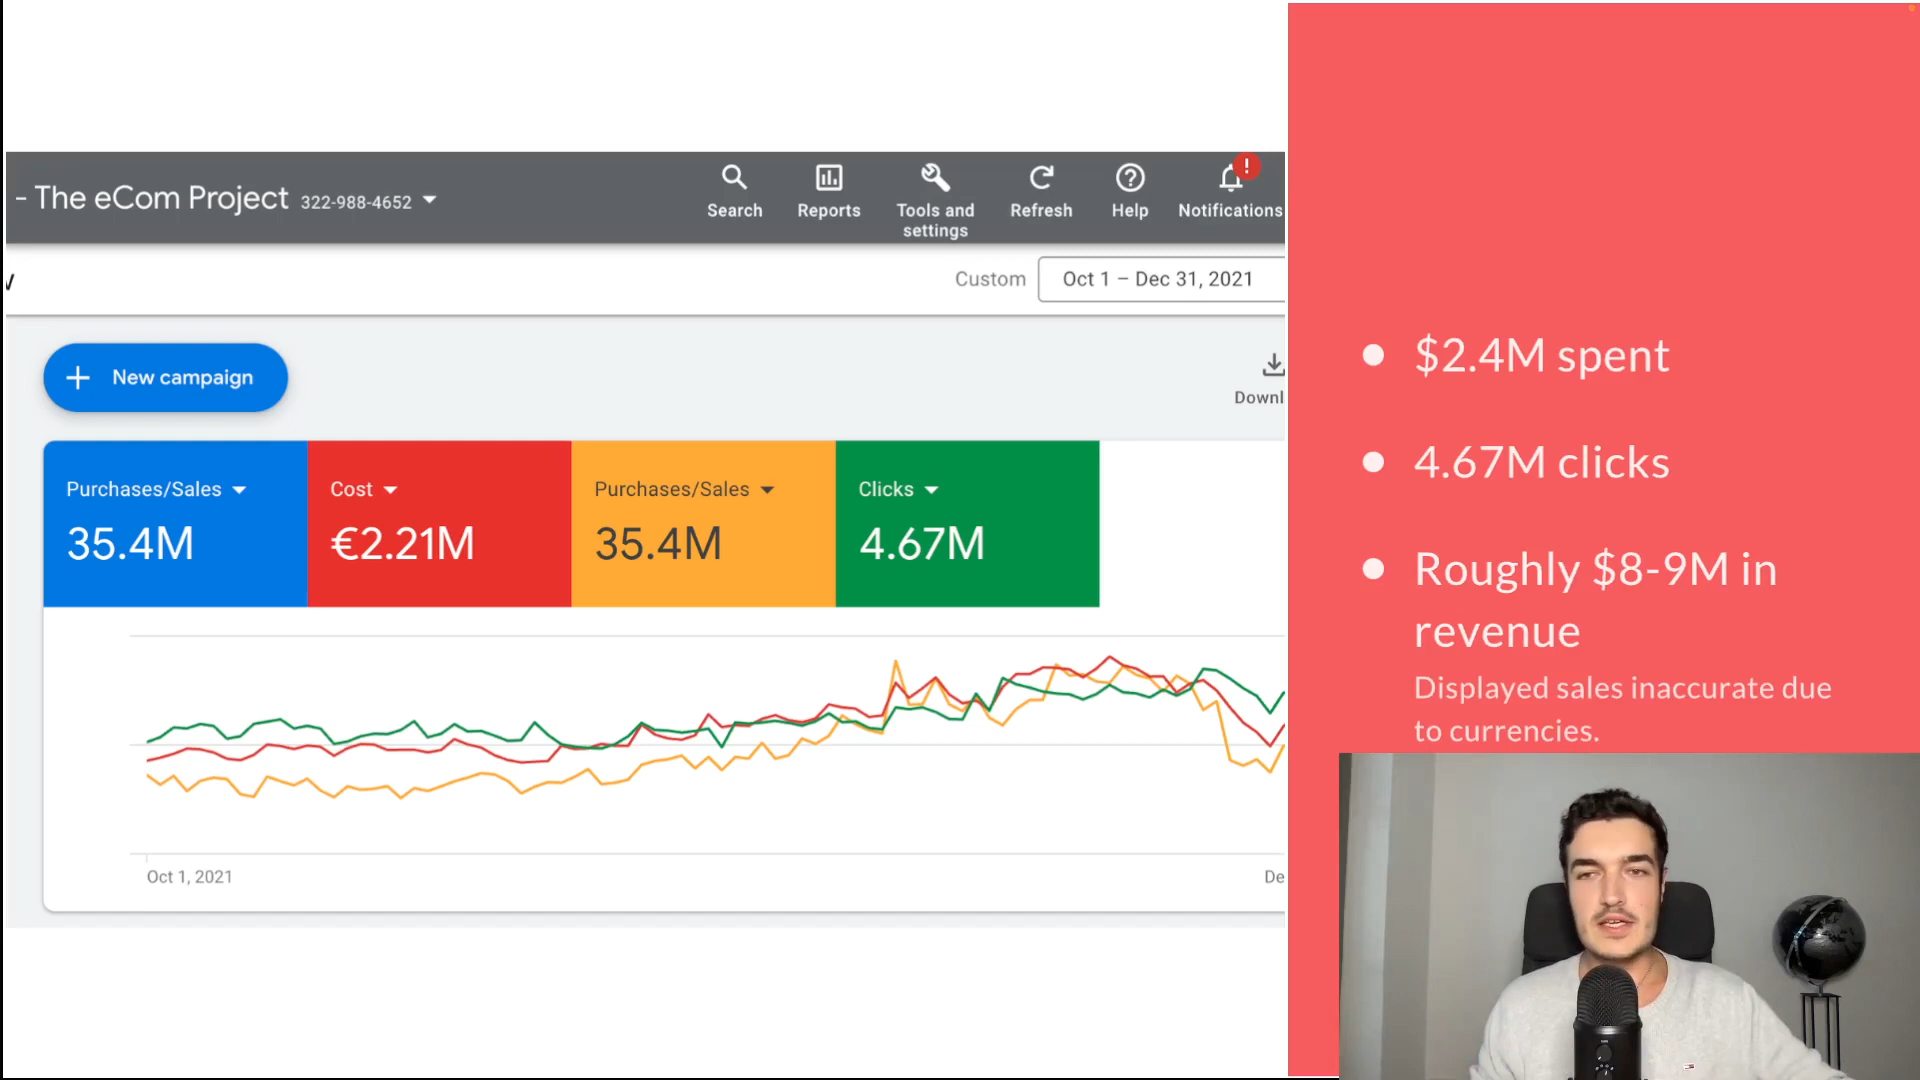 - The eCom Project 322-988-4652
Search
Reports
Tools and
settings
Refresh
Help
Notifications
!
Custom
Oct 1 – Dec 31, 2021
+ New campaign
Downl
Purchases/Sales
35.4M
Cost
€2.21M
Purchases/Sales
35.4M
Clicks
4.67M
Oct 1, 2021
De
• $2.4M spent
• 4.67M clicks
• Roughly $8-9M in
revenue
Displayed sales inaccurate due
to currencies.